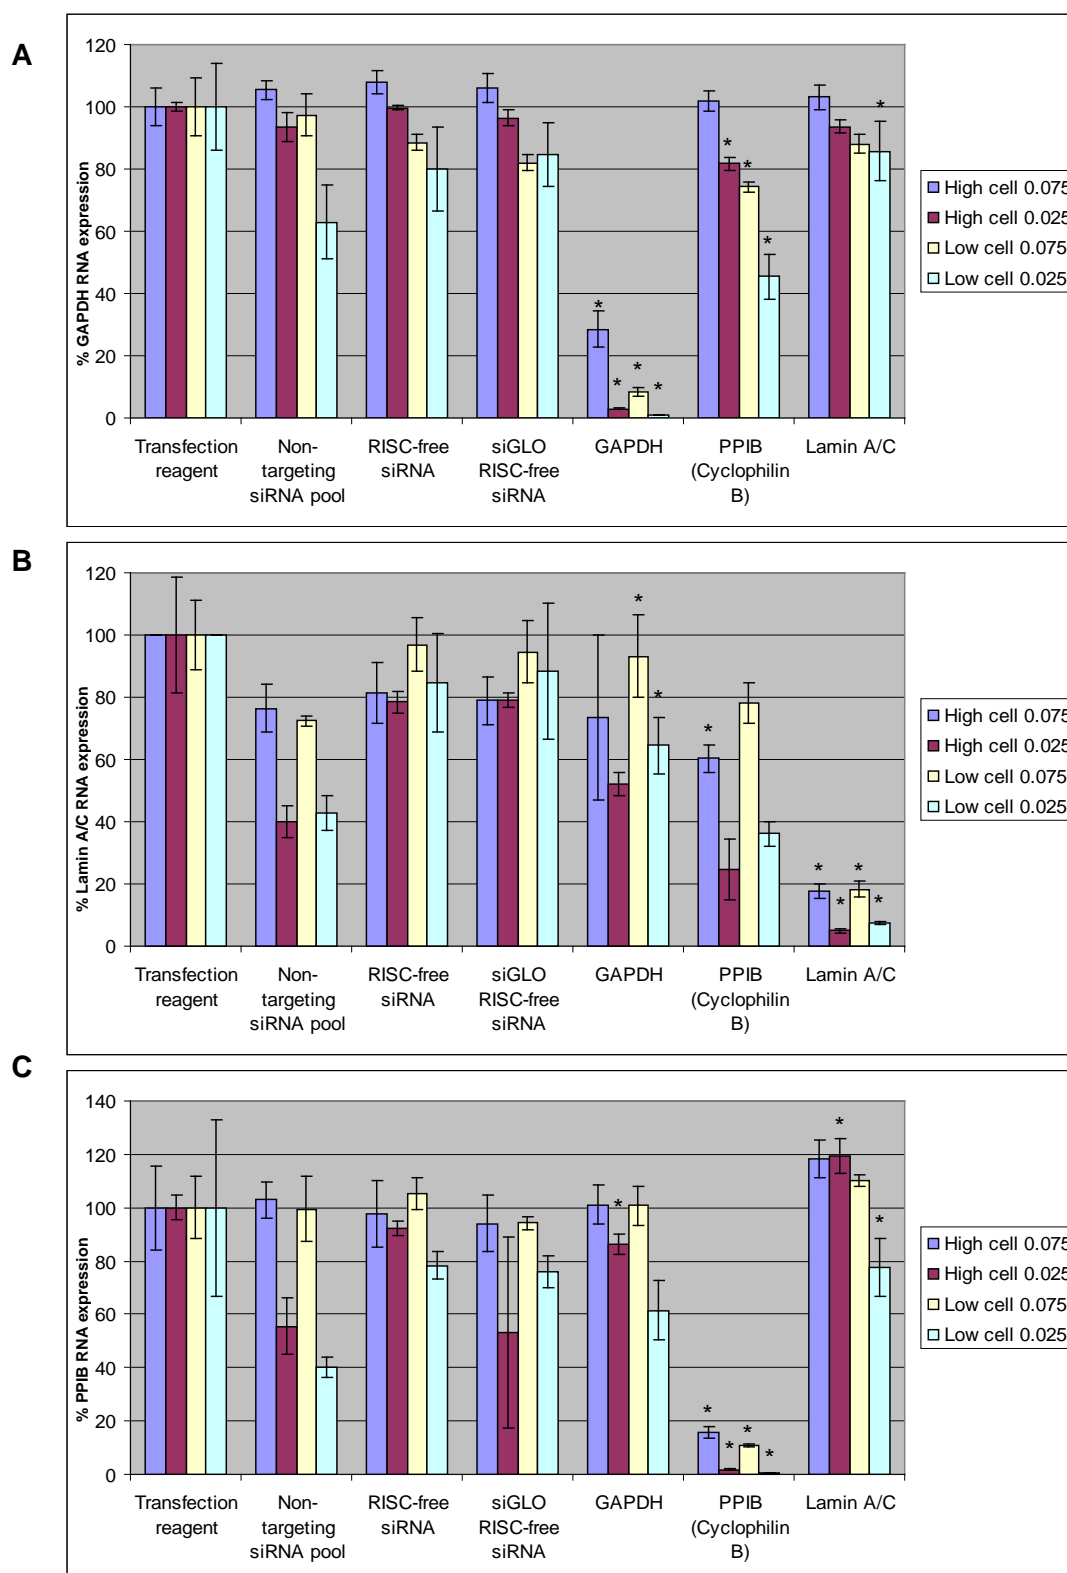 A
120
100
80
60
40
20
0
% GAPDH RNA expression
* * * * * * * *
Transfection reagent
Non-targeting siRNA pool
RISC-free siRNA
siGLO RISC-free siRNA
GAPDH
PPIB (Cyclophilin B)
Lamin A/C
High cell 0.075
High cell 0.025
Low cell 0.075
Low cell 0.025
B
120
100
80
60
40
20
0
% Lamin A/C RNA expression
* * * * * * *
Transfection reagent
Non-targeting siRNA pool
RISC-free siRNA
siGLO RISC-free siRNA
GAPDH
PPIB (Cyclophilin B)
Lamin A/C
High cell 0.075
High cell 0.025
Low cell 0.075
Low cell 0.025
C
140
120
100
80
60
40
20
0
% PPIB RNA expression
* * * * * * *
Transfection reagent
Non-targeting siRNA pool
RISC-free siRNA
siGLO RISC-free siRNA
GAPDH
PPIB (Cyclophilin B)
Lamin A/C
High cell 0.075
High cell 0.025
Low cell 0.075
Low cell 0.025